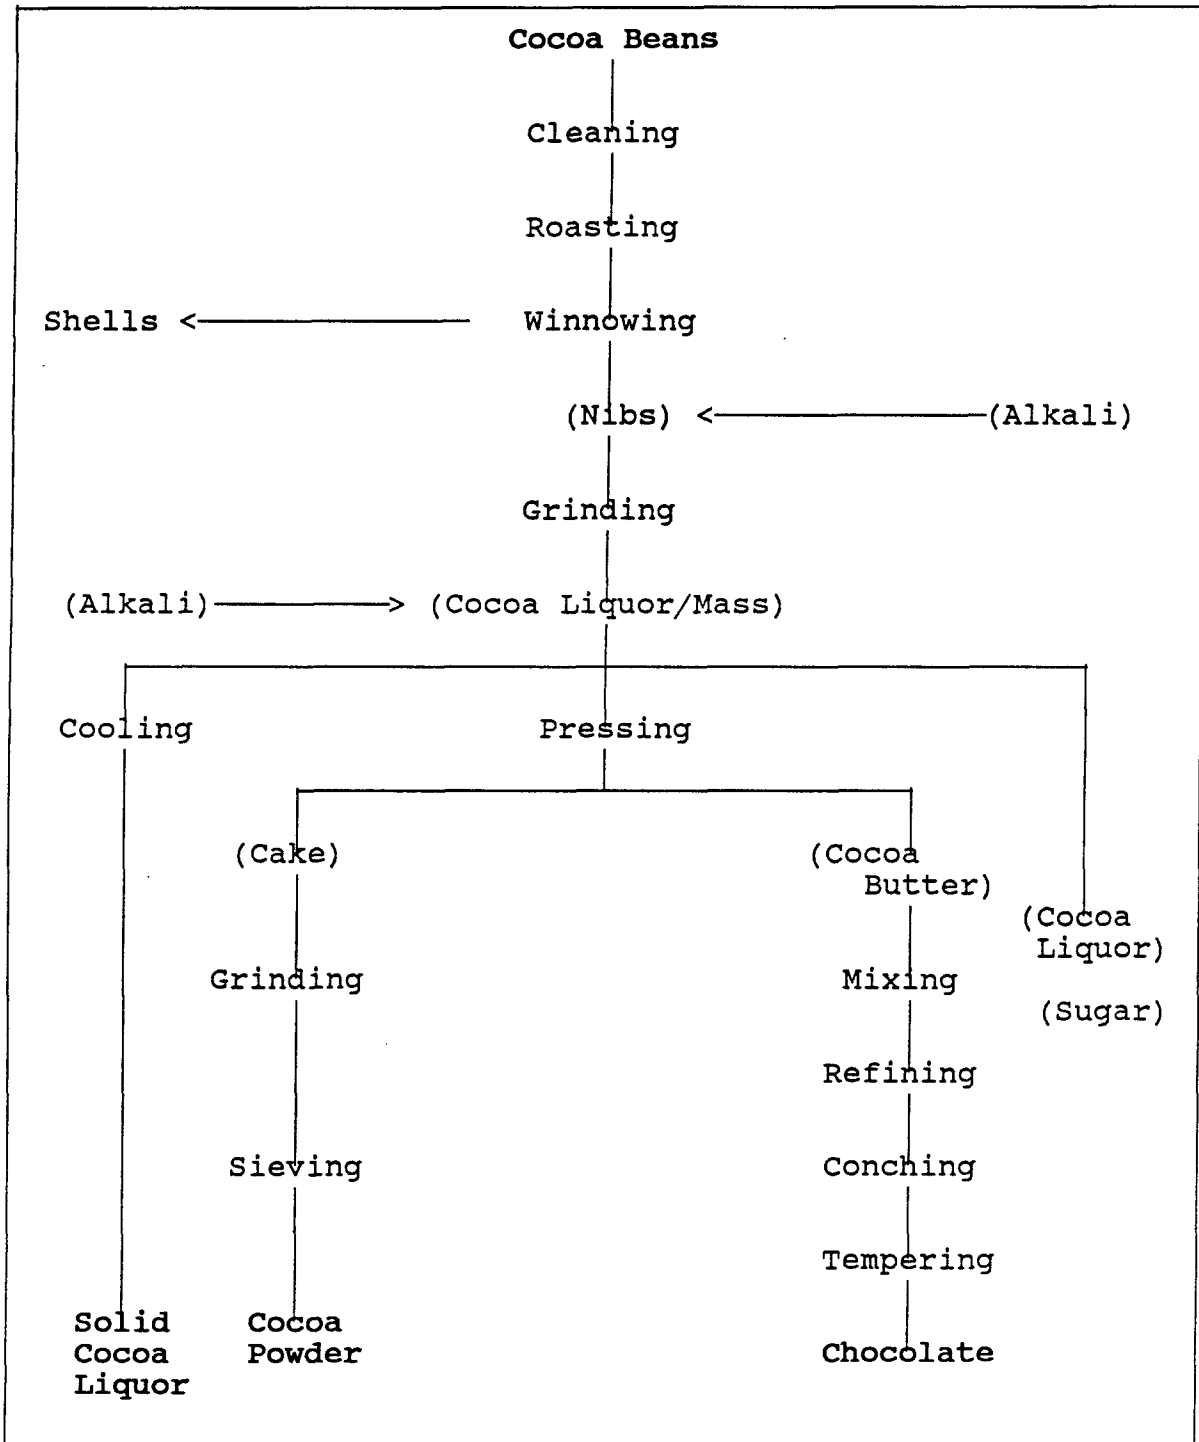 Cocoa Beans
Cleaning
Roasting
Shells <
Winnowing
(Nibs) <
(Alkali)
Grinding
(Alkali)
> (Cocoa Liquor/Mass)
Cooling
Pressing
(Cake)
(Cocoa
Butter)
(Cocoa
Liquor)
Grinding
Mixing
(Sugar)
Refining
Sieving
Conching
Tempering
Solid
Cocoa
Liquor
Cocoa
Powder
Chocolate